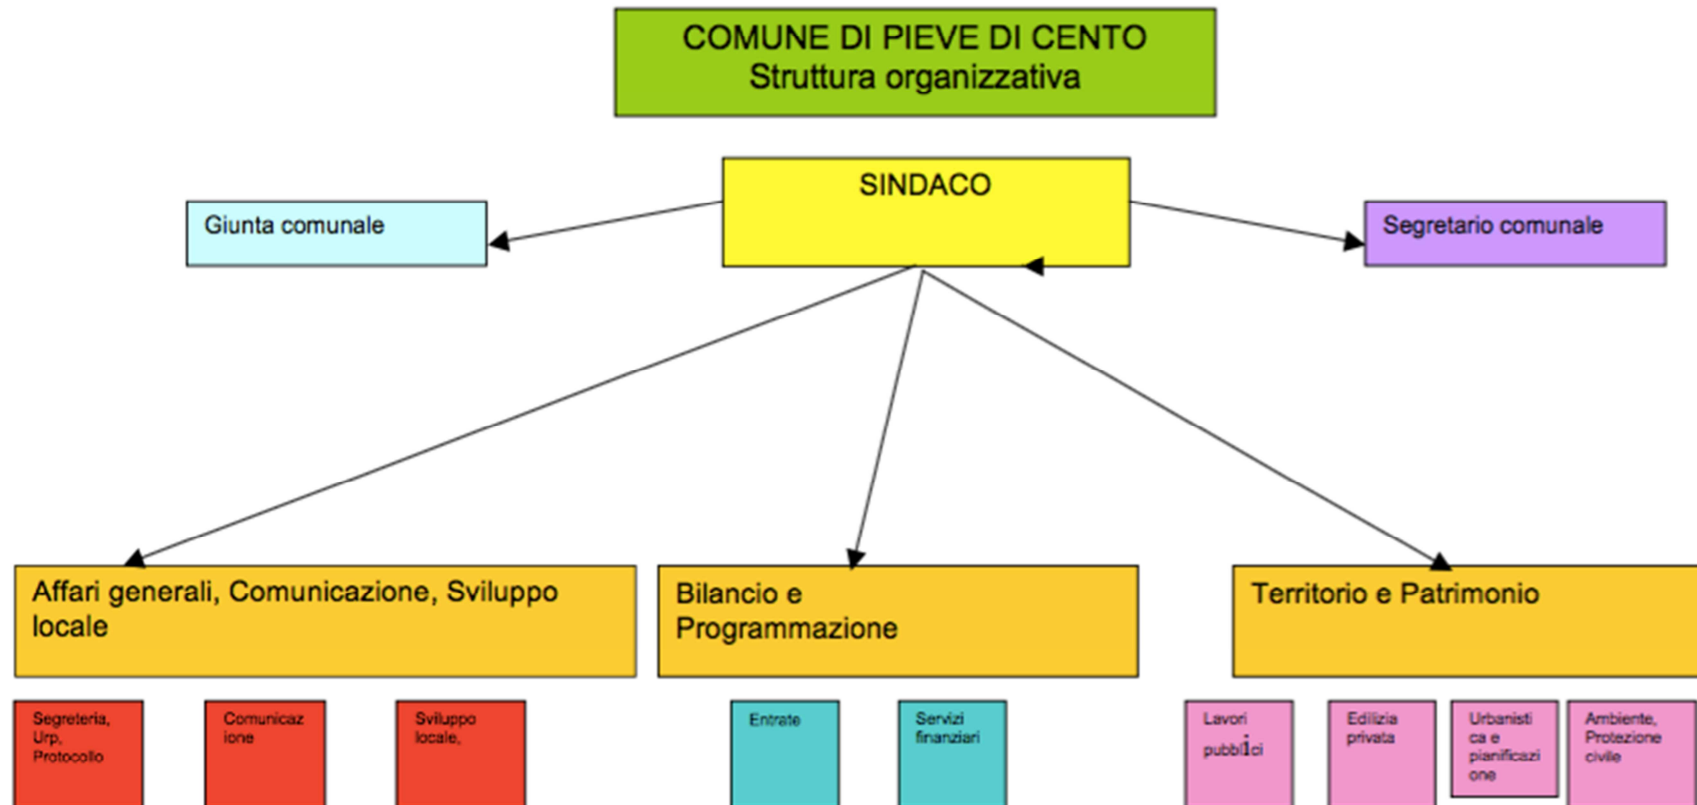 COMUNE DI PIEVE DI CENTO
Struttura organizzativa
SINDACO
Giunta comunale
Segretario comunale
Affari generali, Comunicazione, Sviluppo
locale
Bilancio e
Programmazione
Territorio e Patrimonio
Segreteria,
Urp,
Protocollo
Comunicaz
ione
Sviluppo
locale,
Entrate
Servizi
finanziari
Lavori
pubblici
Edilizia
privata
Urbanisti
ca e
pianificazi
one
Ambiente,
Protezione
civile